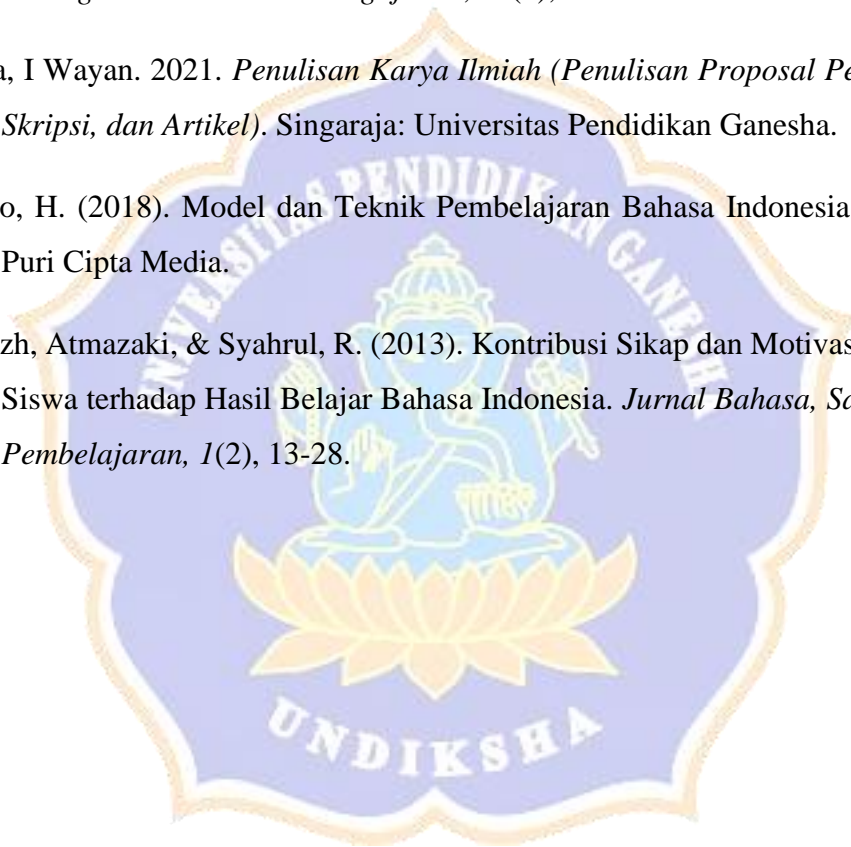 a, I Wayan. 2021. Penulisan Karya Ilmiah (Penulisan Proposal Pe
Skripsi, dan Artikel). Singaraja: Universitas Pendidikan Ganesha.
o, H. (2018). Model dan Teknik Pembelajaran Bahasa Indonesia
Puri Cipta Media.
zh, Atmazaki, & Syahrul, R. (2013). Kontribusi Sikap dan Motivas
Siswa terhadap Hasil Belajar Bahasa Indonesia. Jurnal Bahasa, Sa
Pembelajaran, 1(2), 13-28.
UNIVERSITAS PENDIDIKAN GANESH
UNDIKSHA